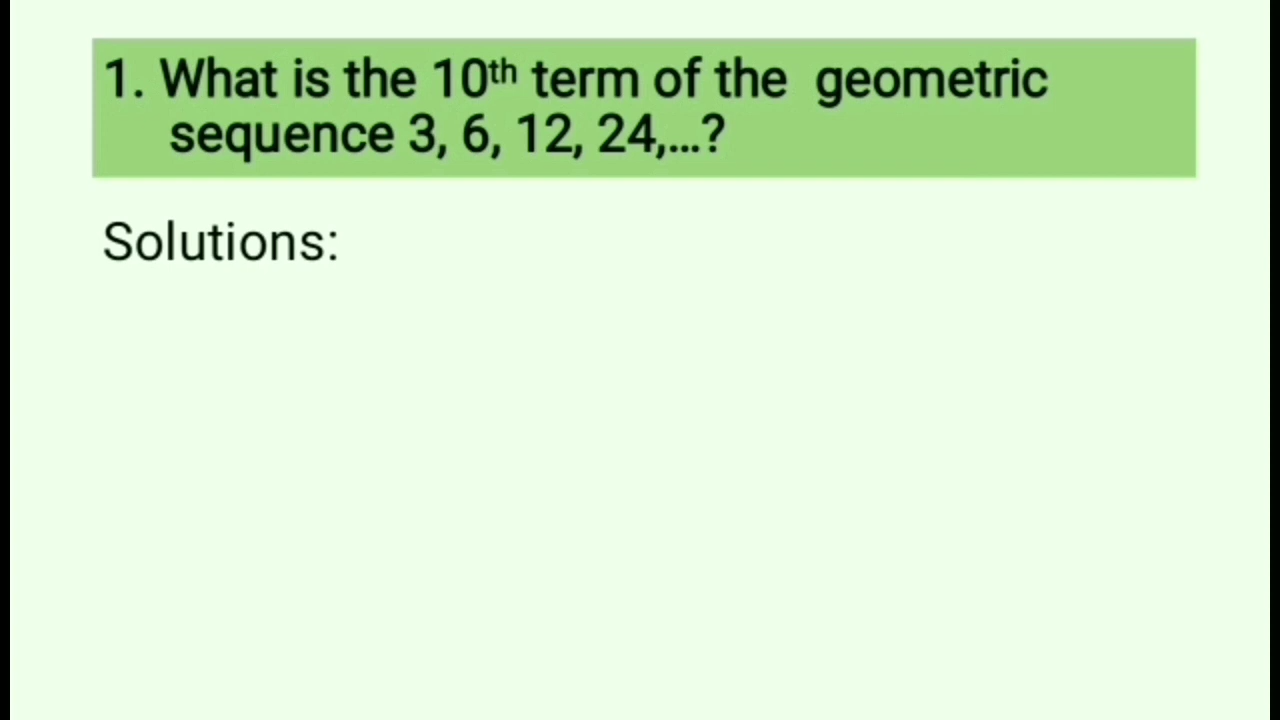 1. What is the 10th term of the geometric
sequence 3, 6, 12, 24,...?
Solutions: